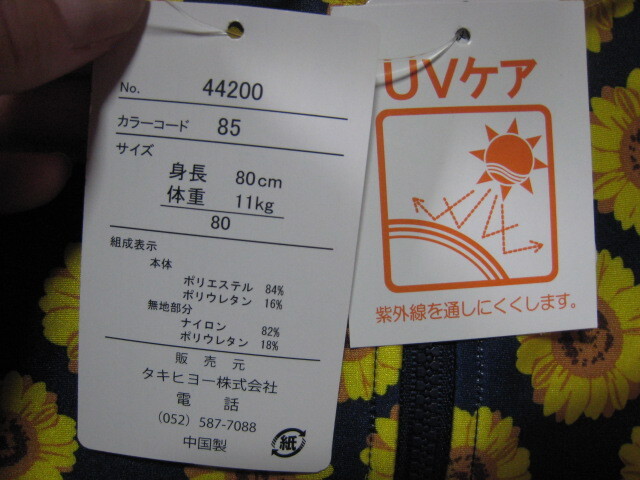 No. 44200
カラーコード 85
サイズ
身長 80cm
体重 11kg
80
組成表示
本体
ポリエステル 84%
ポリウレタン 16%
無地部分
ナイロン 82%
ポリウレタン 18%
販売元
タキヒヨー株式会社
電話
(052) 587-7088
中国製
紙
UVケア
紫外線を通しにくくします。